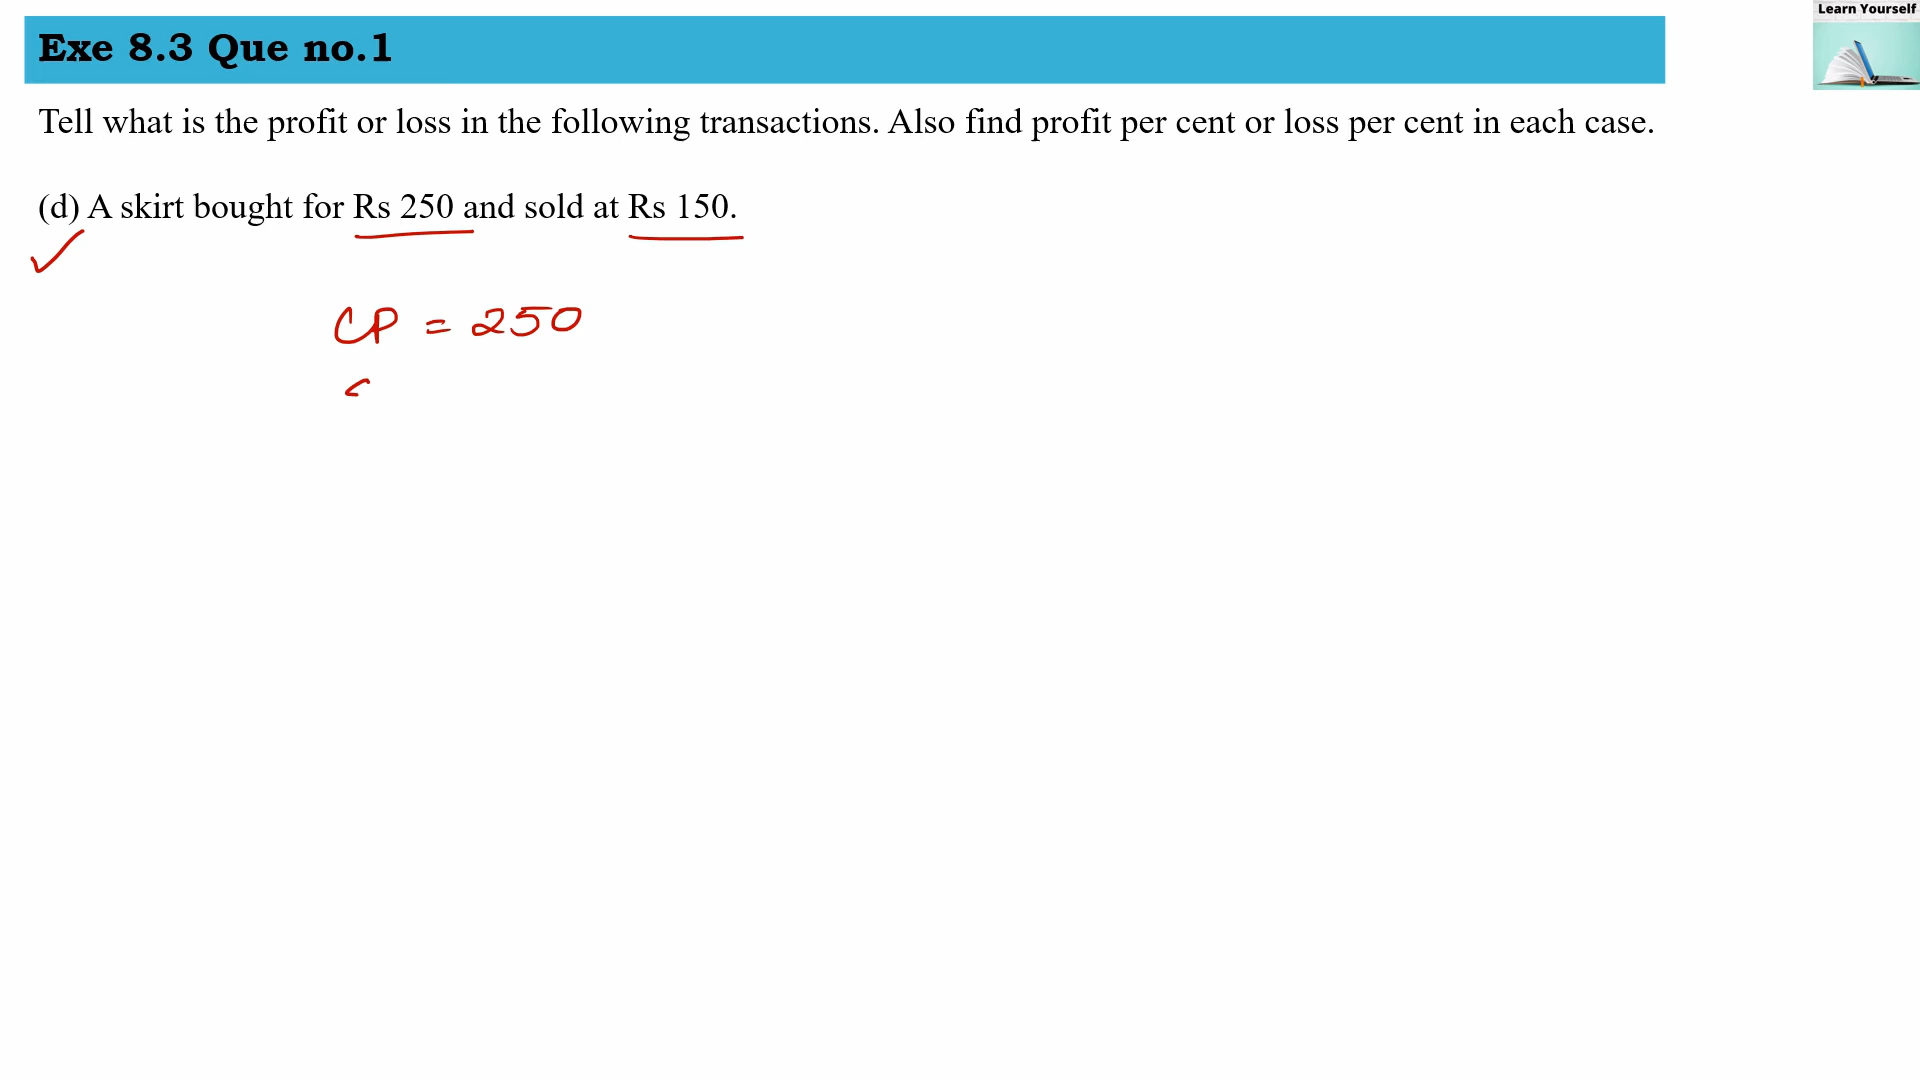 Learn Yourself
Exe 8.3 Que no.1
Tell what is the profit or loss in the following transactions. Also find profit per cent or loss per cent in each case.
(d) A skirt bought for Rs 250 and sold at Rs 150.
CP = 250